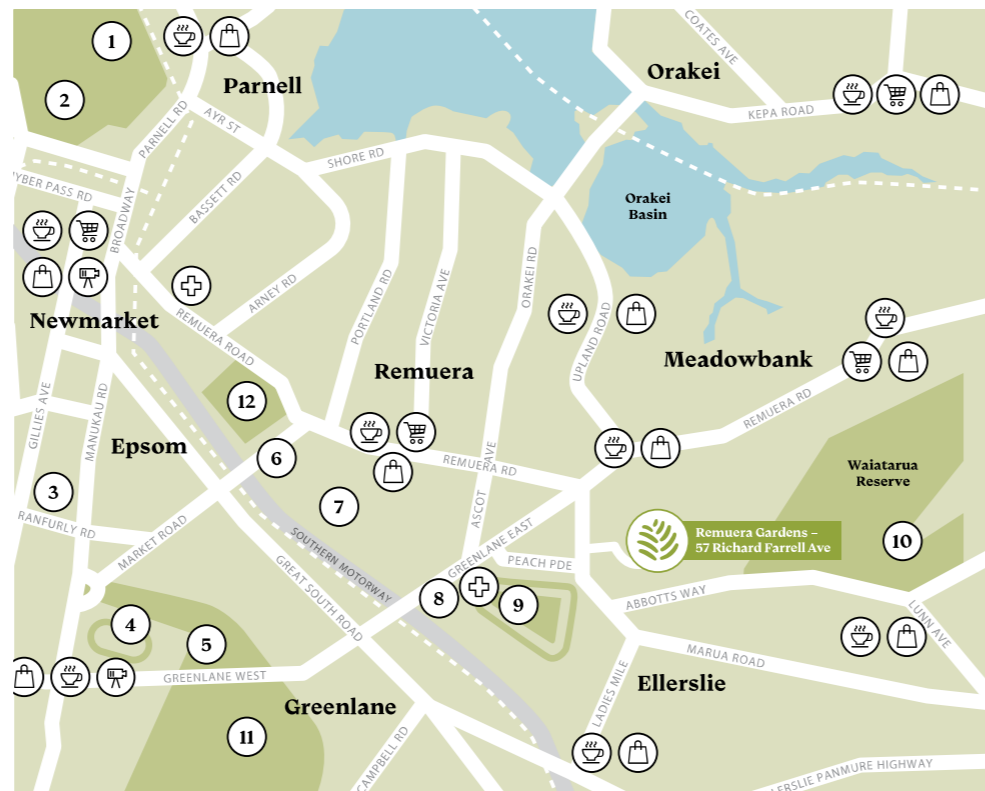 1
2
Parnell
Orakei
COATES AVE
KEPA ROAD
PARNELL RD
AYR ST
SHORE RD
YBER PASS RD
BROADWAY
BASSETT RD
Orakei
Basin
ARNEY RD
PORTLAND RD
VICTORIA AVE
ORAKEI RD
UPLAND ROAD
Newmarket
REMUERA ROAD
Meadowbank
Remuera
12
GILLIES AVE
MANUKAU RD
Epsom
6
REMUERA RD
REMUERA RD
Waiatarua
Reserve
3
7
ASCOT AVE
RANFURLY RD
MARKET ROAD
SOUTHERN MOTORWAY
GREENLANE EAST
Remuera Gardens –
57 Richard Farrell Ave
10
PEACH PDE
GREAT SOUTH ROAD
8
9
ABBOTTS WAY
LUNN AVE
4
5
MARUA ROAD
GREENLANE WEST
Ellerslie
LADIES MILE
Greenlane
11
CAMPBELL RD
LERSLIE PANMURE HIGHWAY